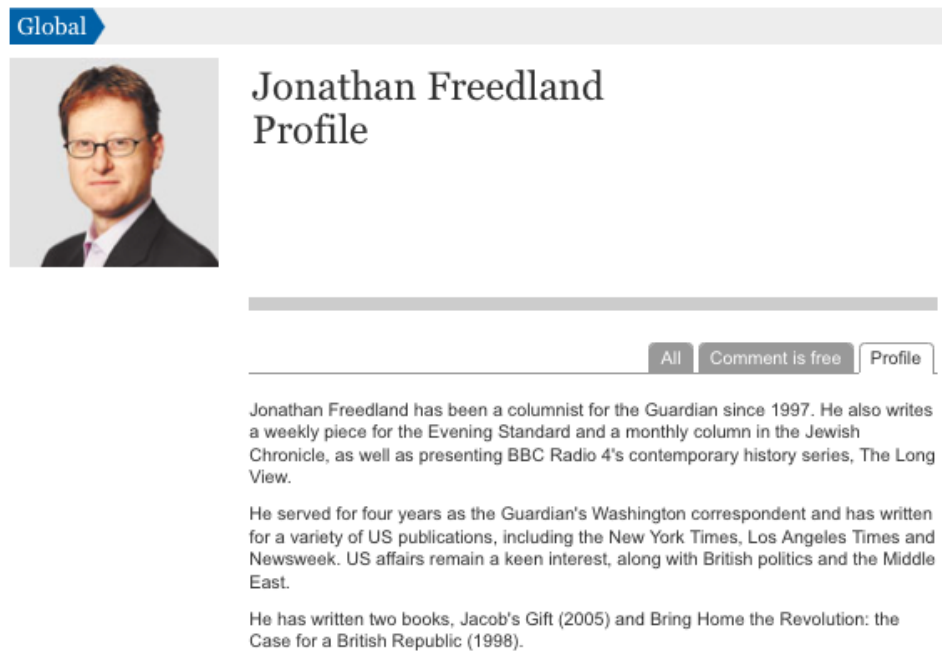 Global
Jonathan Freedland
Profile
All
Comment is free
Profile
Jonathan Freedland has been a columnist for the Guardian since 1997. He also writes
a weekly piece for the Evening Standard and a monthly column in the Jewish
Chronicle, as well as presenting BBC Radio 4's contemporary history series, The Long
View.
He served for four years as the Guardian's Washington correspondent and has written
for a variety of US publications, including the New York Times, Los Angeles Times and
Newsweek. US affairs remain a keen interest, along with British politics and the Middle
East.
He has written two books, Jacob's Gift (2005) and Bring Home the Revolution: the
Case for a British Republic (1998).